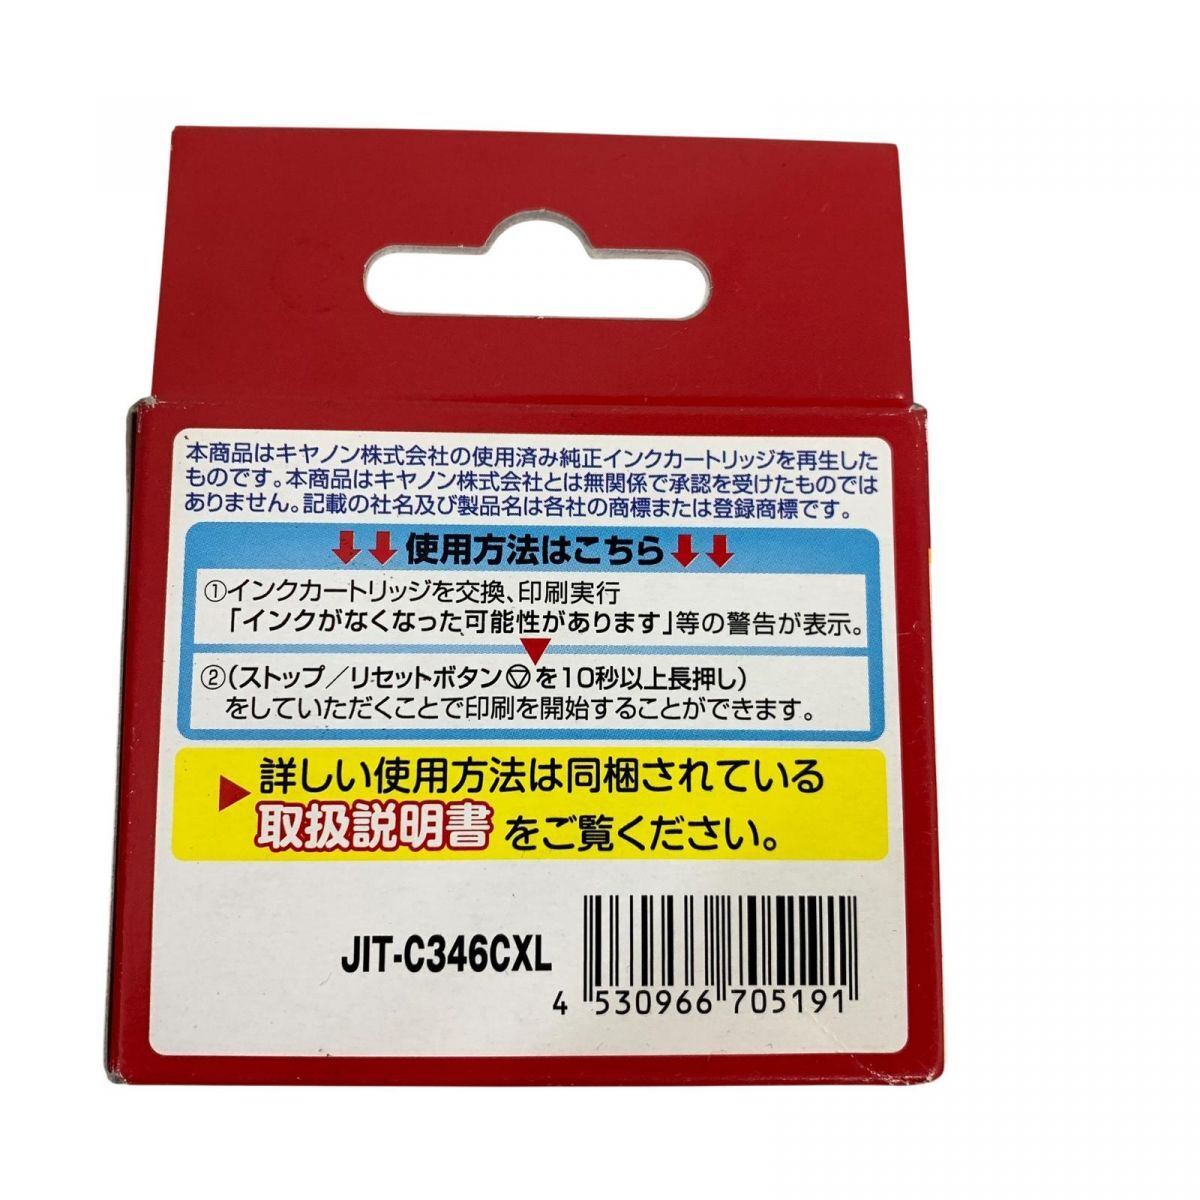 本商品はキヤノン株式会社の使用済み純正インクカートリッジを再生した
ものです。本商品はキヤノン株式会社とは無関係で承認を受けたものでは
ありません。記載の社名及び製品名は各社の商標または登録商標です。
使用方法はこちら
①インクカートリッジを交換、印刷実行
「インクがなくなった可能性があります」等の警告が表示。
②(ストップ/リセットボタンを10秒以上長押し)
をしていただくことで印刷を開始することができます。
詳しい使用方法は同梱されている
取扱説明書をご覧ください。
JIT-C346CXL
4 530966 705191